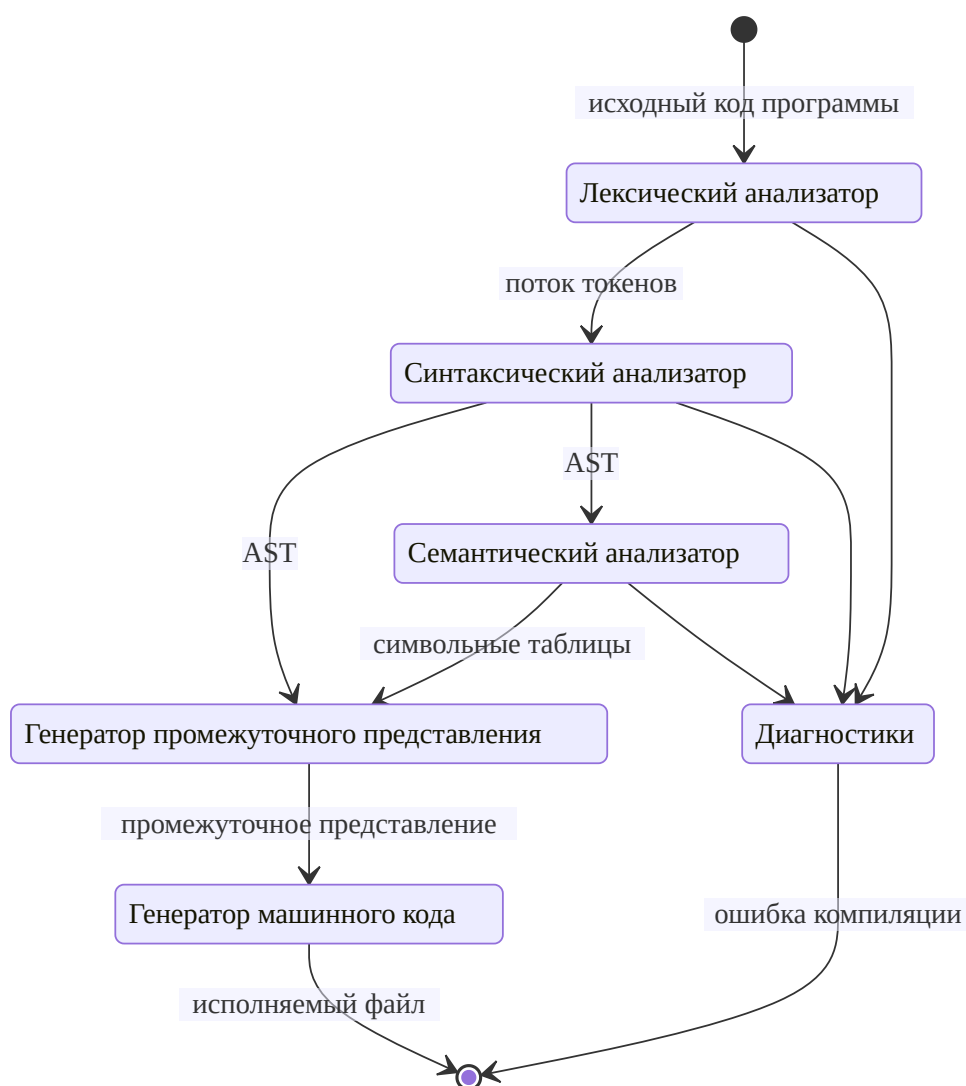 исходный код программы
Лексический анализатор
поток токенов
Синтаксический анализатор
AST
AST
Семантический анализатор
символьные таблицы
Генератор промежуточного представления
Диагностики
промежуточное представление
Генератор машинного кода
ошибка компиляции
исполняемый файл